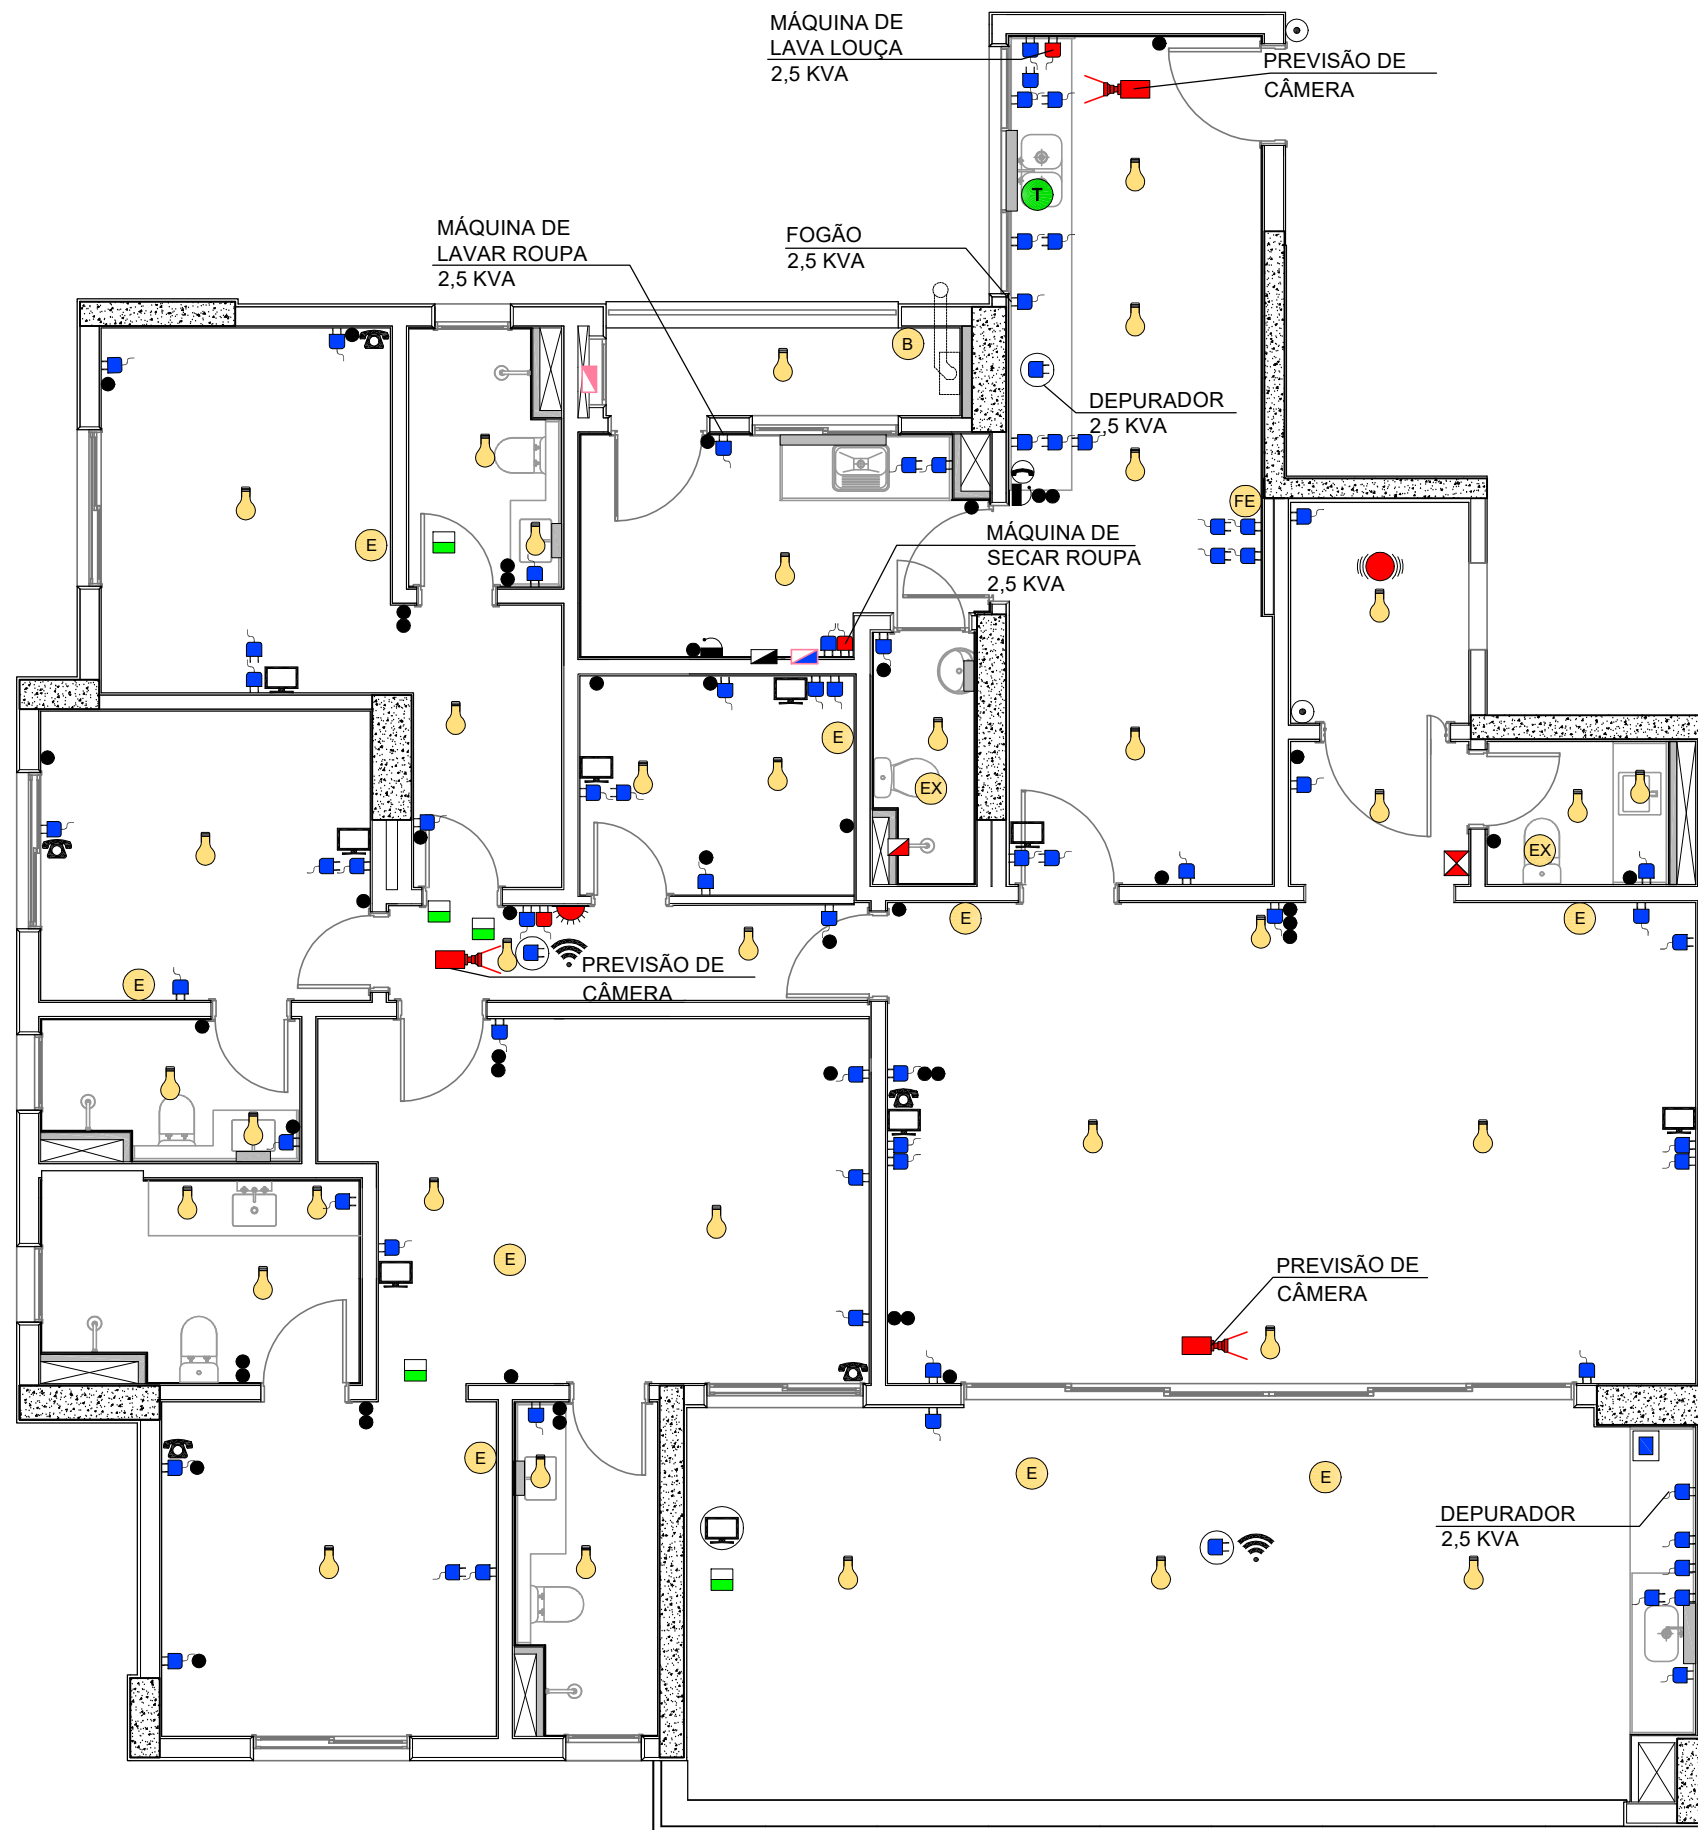 MÁQUINA DE
LAVA LOUÇA
2,5 KVA
PREVISÃO DE
CÂMERA
T
MÁQUINA DE
LAVAR ROUPA
2,5 KVA
FOGÃO
2,5 KVA
B
DEPURADOR
2,5 KVA
FE
E
MÁQUINA DE
SECAR ROUPA
2,5 KVA
E
EX
EX
E
E
PREVISÃO DE
CÂMERA
E
E
PREVISÃO DE
CÂMERA
E
E
E
DEPURADOR
2,5 KVA